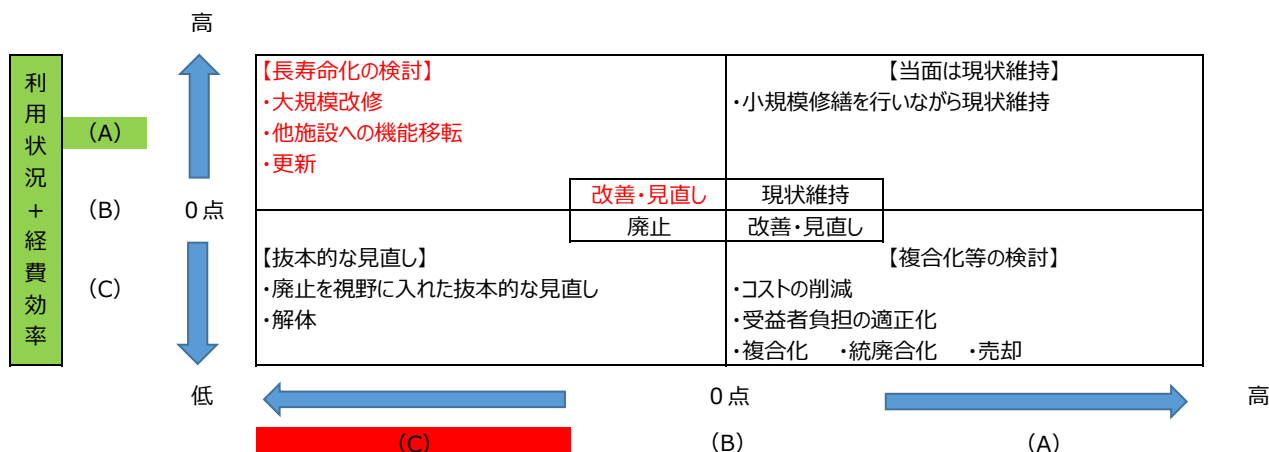 高
利用状況+経費効率
(A)
(B)
(C)
0点
低
【長寿命化の検討】
・大規模改修
・他施設への機能移転
・更新
【当面は現状維持】
・小規模修繕を行いながら現状維持
改善・見直し
現状維持
廃止
改善・見直し
【抜本的な見直し】
・廃止を視野に入れた抜本的な見直し
・解体
【複合化等の検討】
・コストの削減
・受益者負担の適正化
・複合化 ・統廃合化 ・売却
0点
高
(C)
(B)
(A)